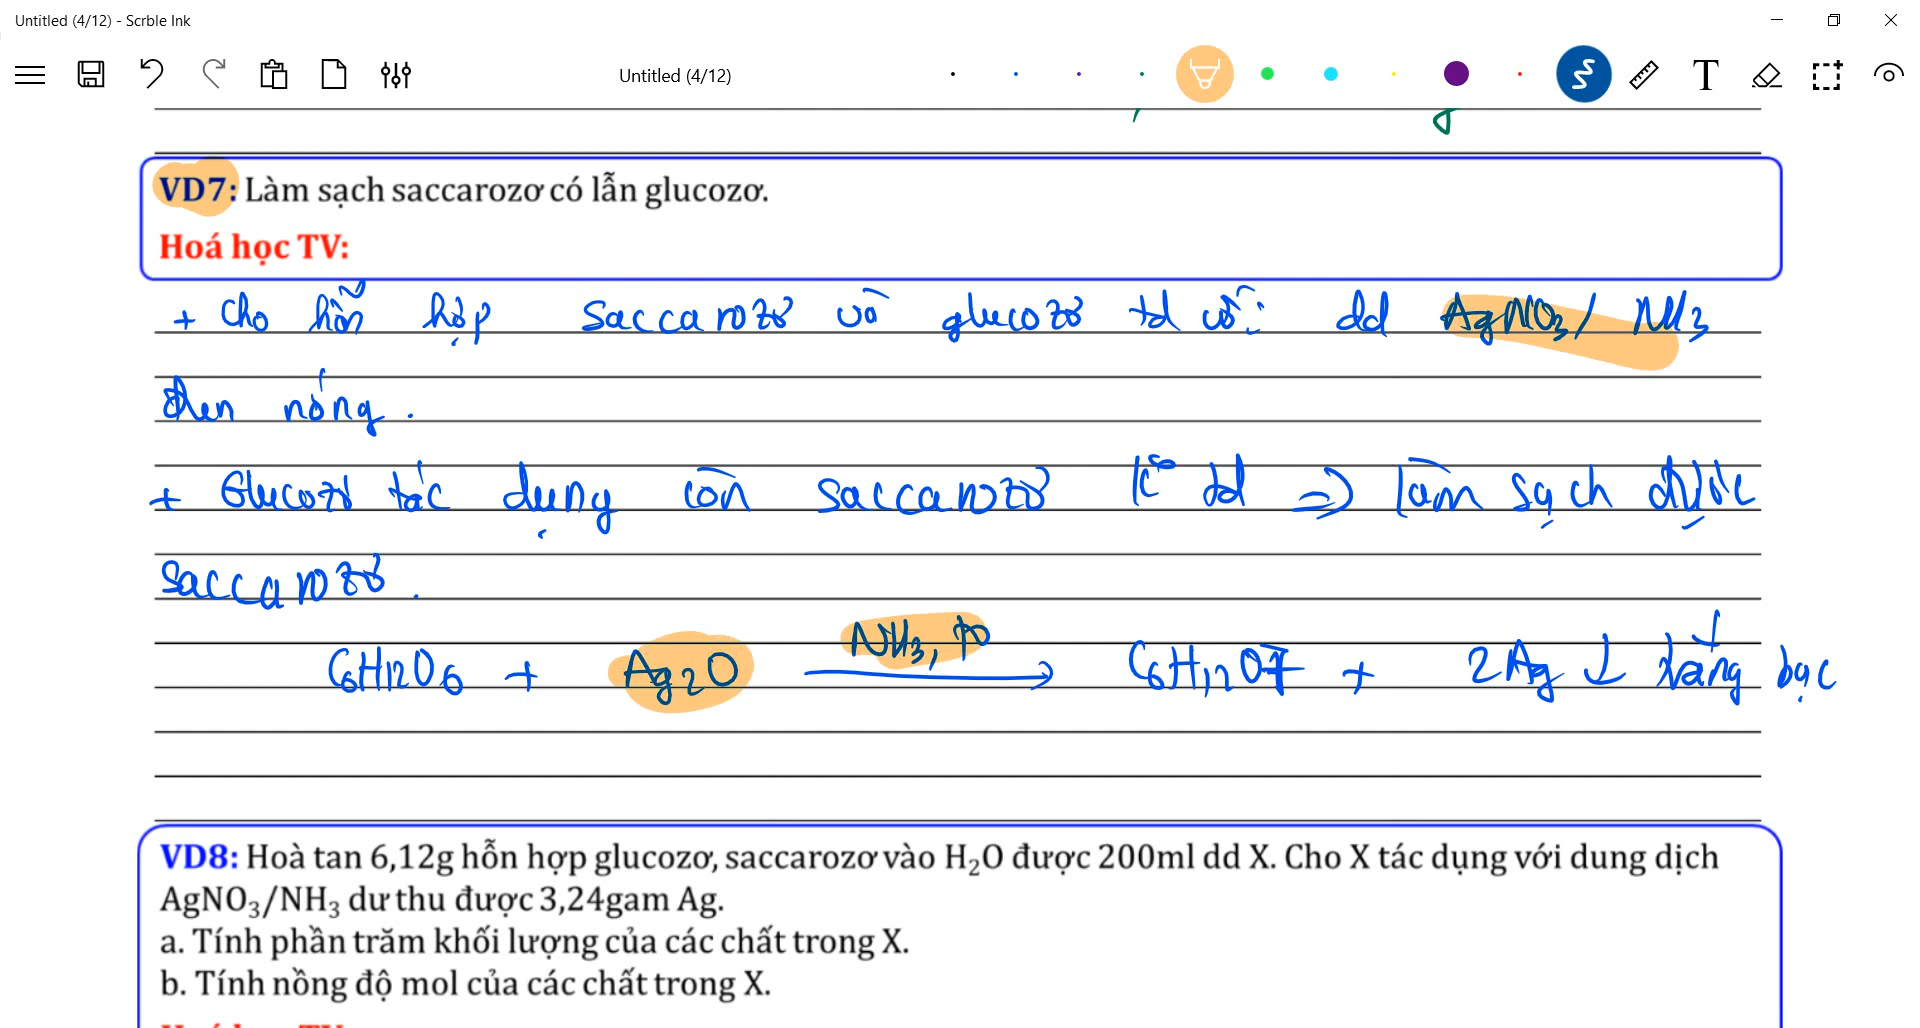 Untitled (4/12) - Scrble Ink
Untitled (4/12)
VD7: Làm sạch saccarozơ có lẫn glucozơ.
Hoá học TV:
+ Cho hỗn hợp saccarozơ và glucozơ td với dd AgNO3/ NH3
đun nóng.
+ Glucozơ tác dụng còn saccarozơ ko td => làm sạch được
saccarozơ.
NH3, to
C6H12O6 + Ag2O → C6H12O7 + 2Ag ↓ trắng bạc
VD8: Hoà tan 6,12g hỗn hợp glucozơ, saccarozơ vào H₂O được 200ml dd X. Cho X tác dụng với dung dịch
AgNO₃/NH₃ dư thu được 3,24gam Ag.
a. Tính phần trăm khối lượng của các chất trong X.
b. Tính nồng độ mol của các chất trong X.